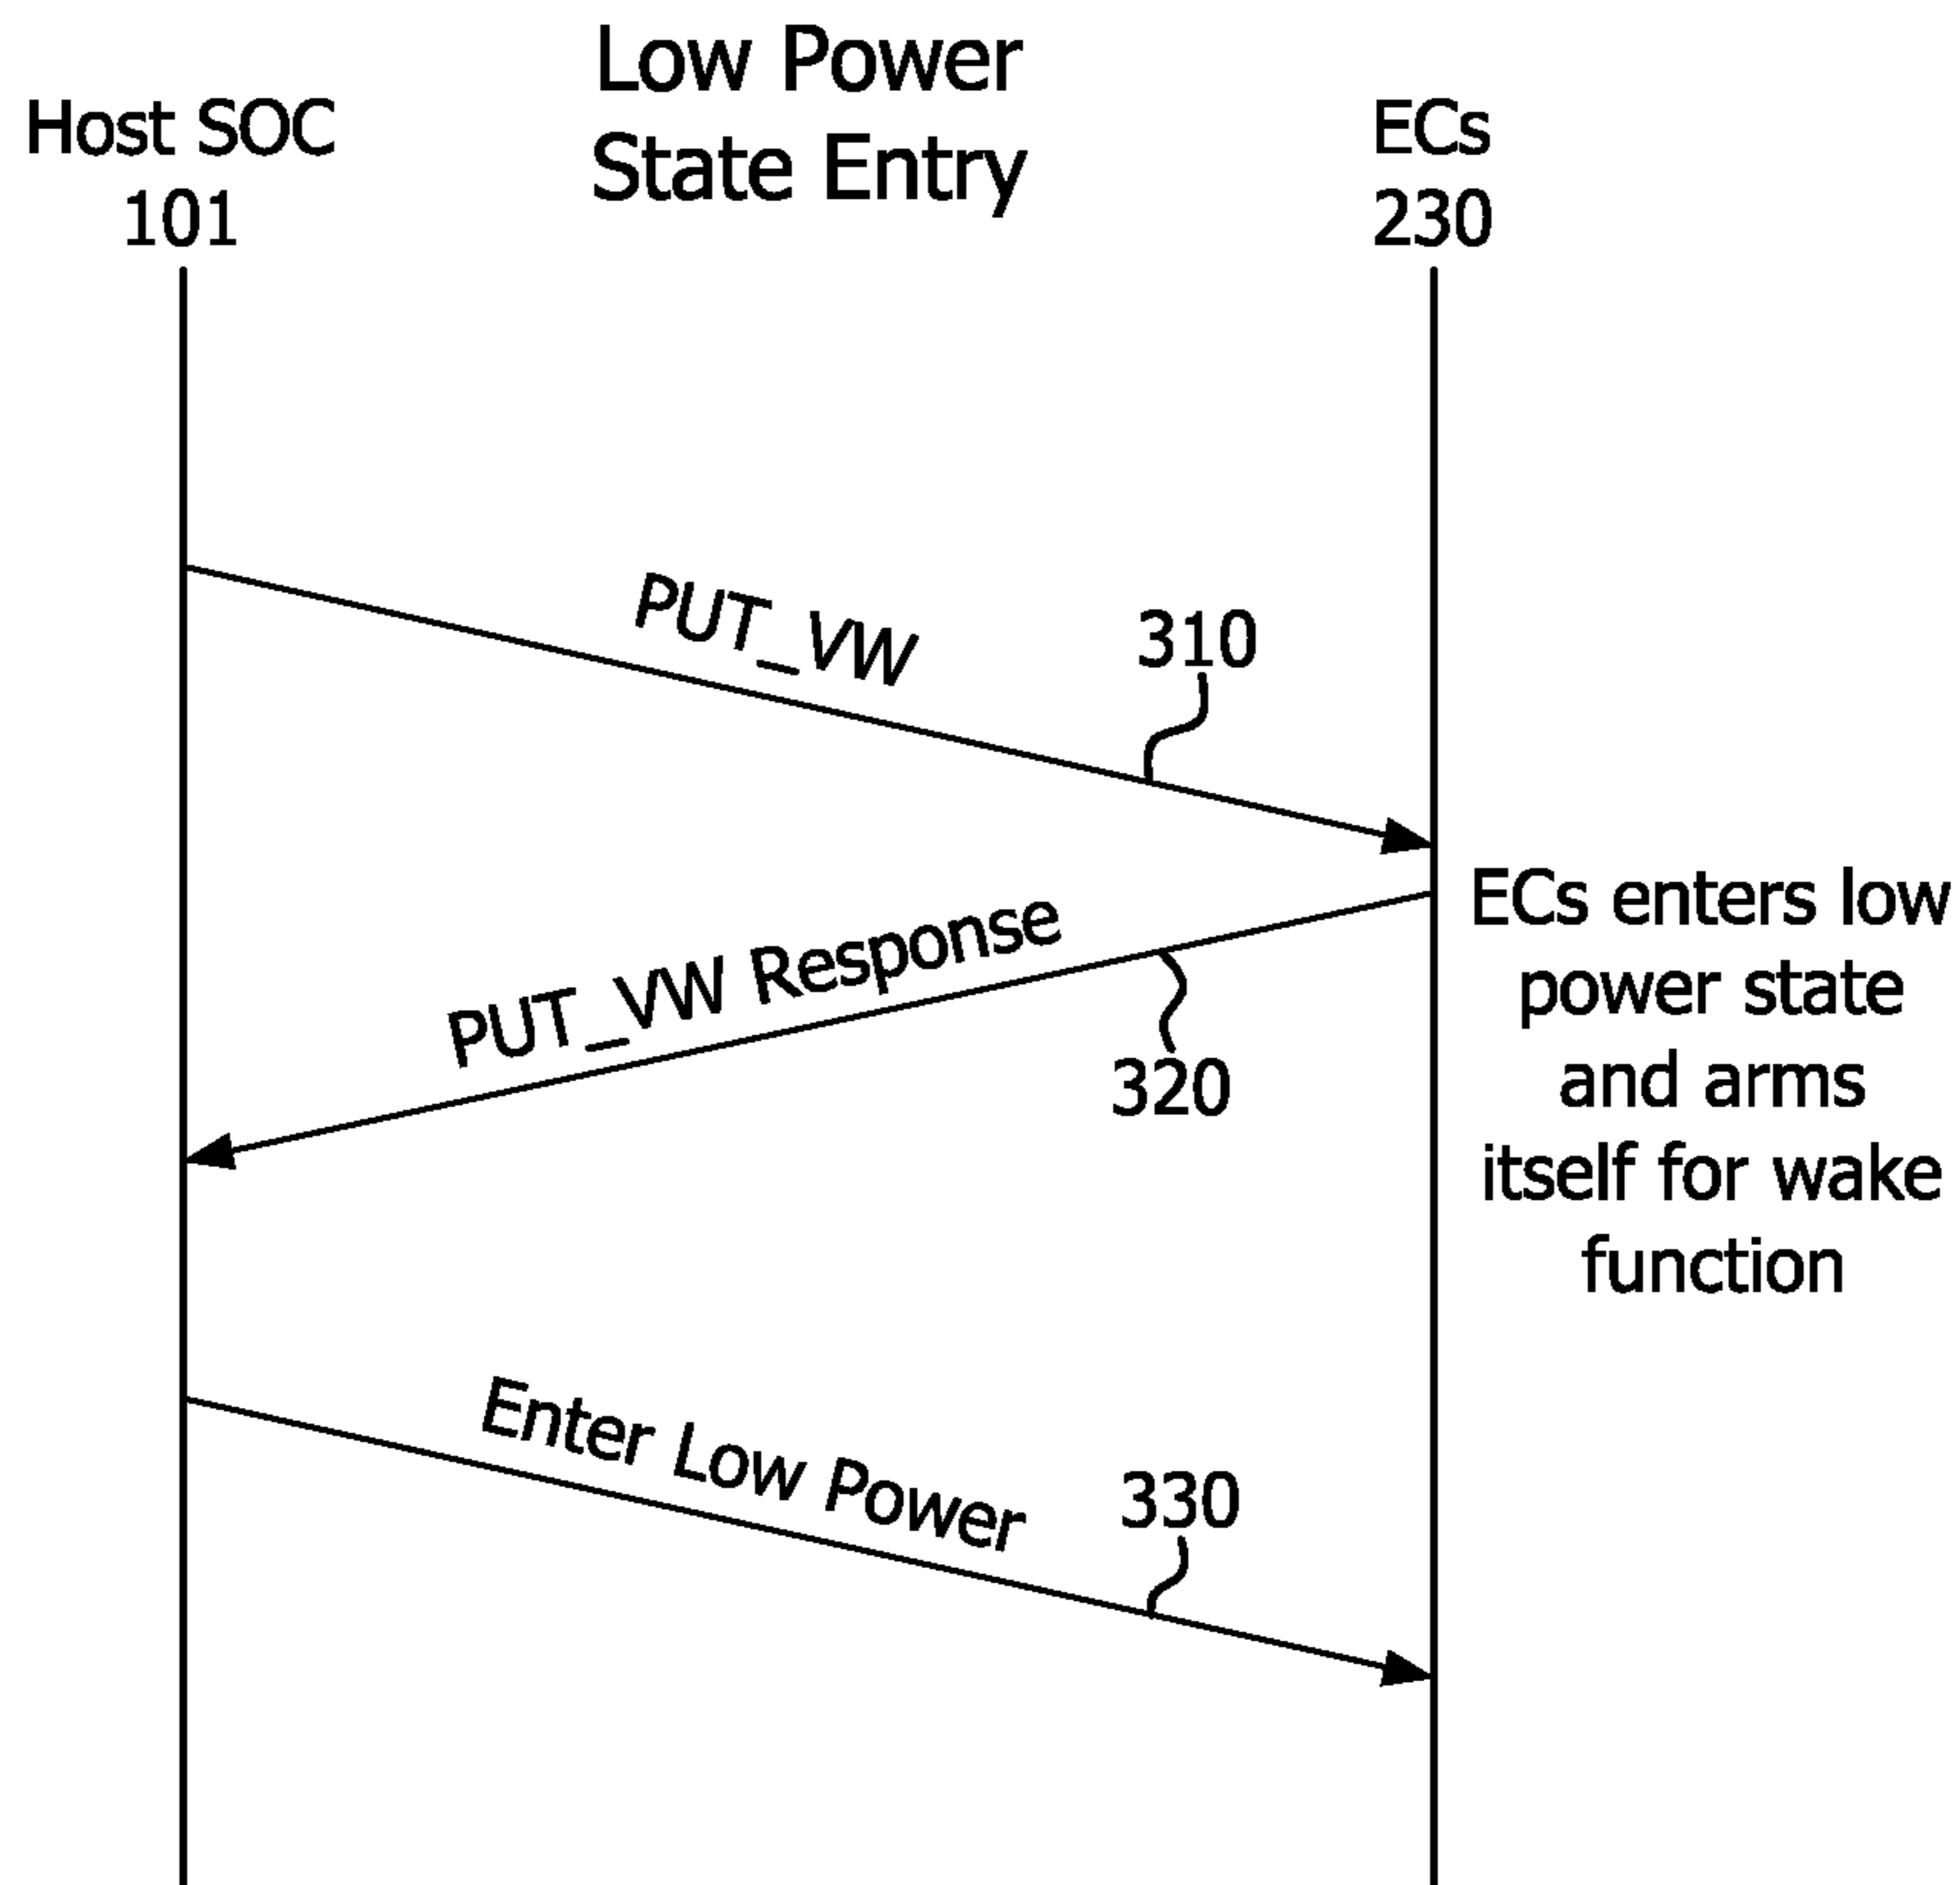 Low Power
State Entry
Host SOC
101
ECs
230
PUT_VW
310
ECs enters low
power state
and arms
itself for wake
function
PUT_VW Response
320
Enter Low Power
330